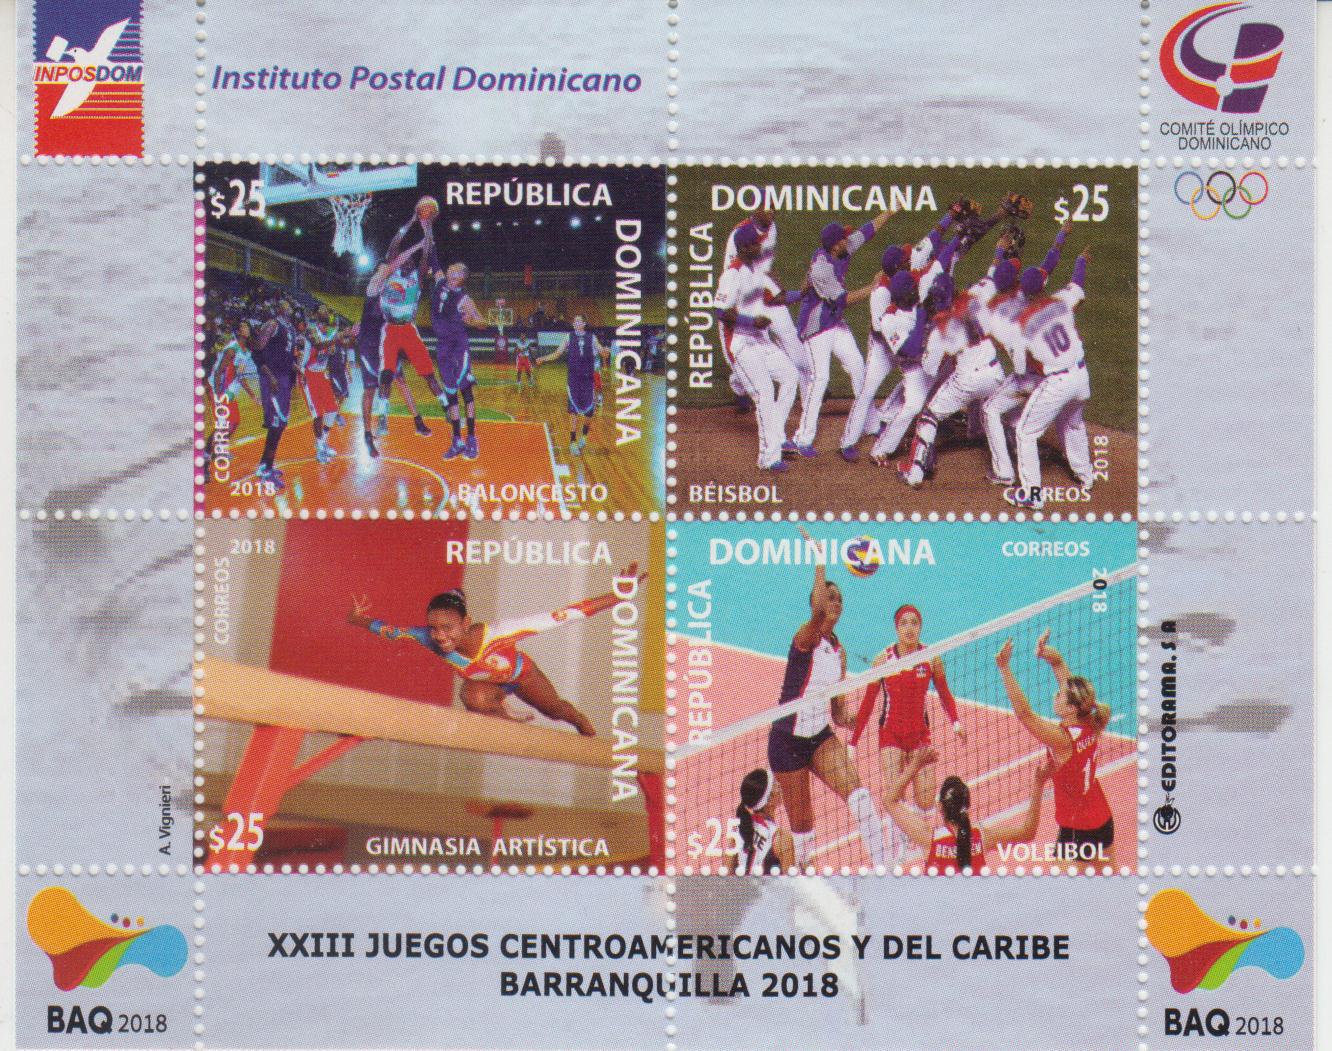 INPOSDOM
Instituto Postal Dominicano
COMITÉ OLÍMPICO
DOMINICANO
$25
REPÚBLICA
DOMINICANA
CORREOS
2018
BALONCESTO
DOMINICANA
$25
REPÚBLICA
10
2018
BÉISBOL
CORREOS
2018
REPÚBLICA
CORREOS
DOMINICANA
$25
GIMNASIA ARTÍSTICA
DOMINICANA
CORREOS
2018
REPÚBLICA
$25
VOLEIBOL
A. Vignieri
EDITORAMA, S A
XXIII JUEGOS CENTROAMERICANOS Y DEL CARIBE
BARRANQUILLA 2018
BAQ 2018
BAQ 2018